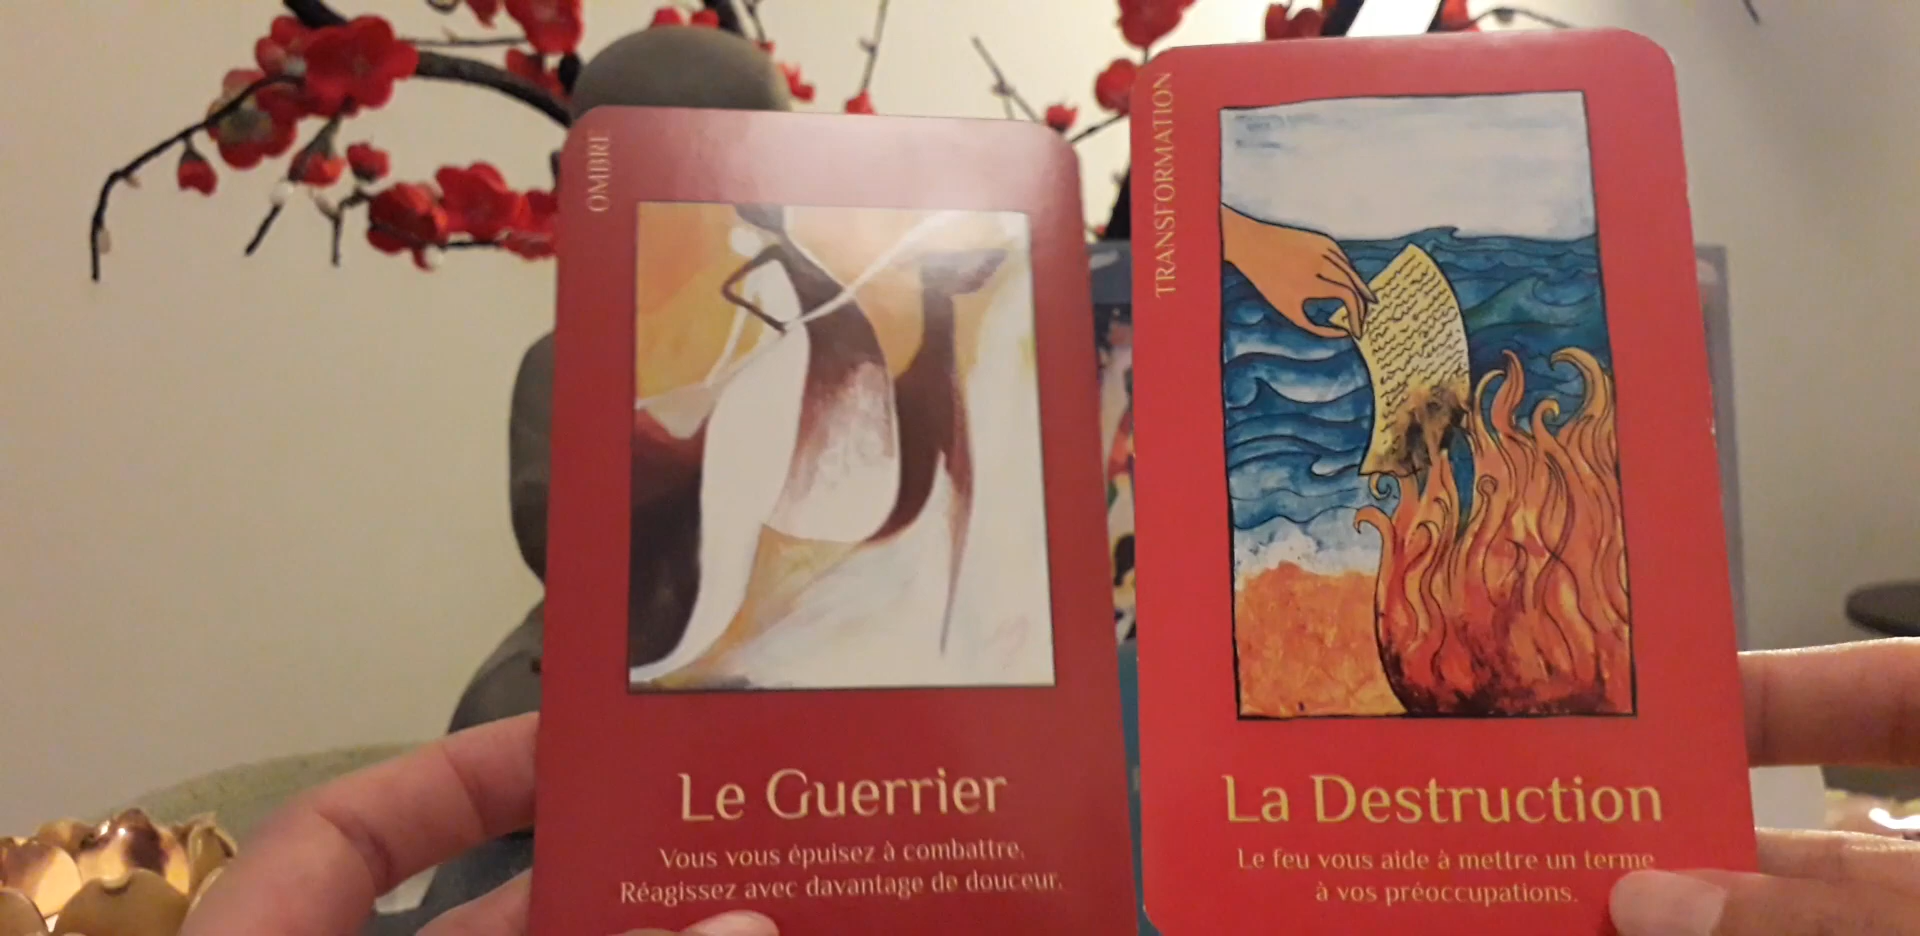 OMBRE
Le Guerrier
Vous vous épuisez à combattre.
Réagissez avec davantage de douceur.
TRANSFORMATION
La Destruction
Le feu vous aide à mettre un terme
à vos préoccupations.